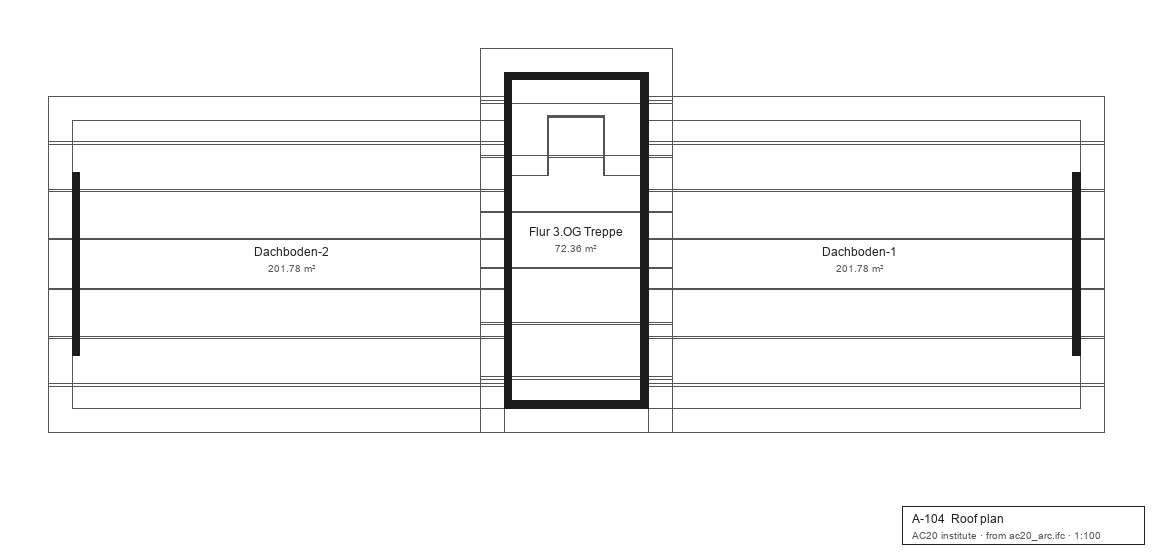 Flur 3.OG Treppe
72.36 m²
Dachboden-2
201.78 m²
Dachboden-1
201.78 m²
A-104 Roof plan
AC20 institute · from ac20_arc.ifc · 1:100